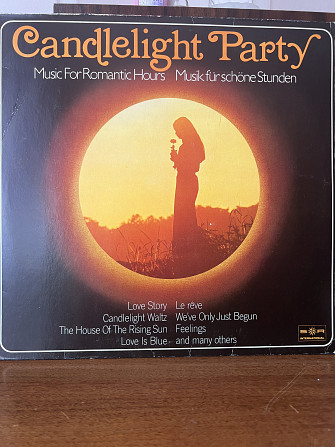 Candlelight Party
Music For Romantic Hours Musik für schöne Stunden
Love Story Le rêve
Candlelight Waltz We've Only Just Begun
The House Of The Rising Sun Feelings
Love Is Blue and many others
S R
INTERNATIONAL